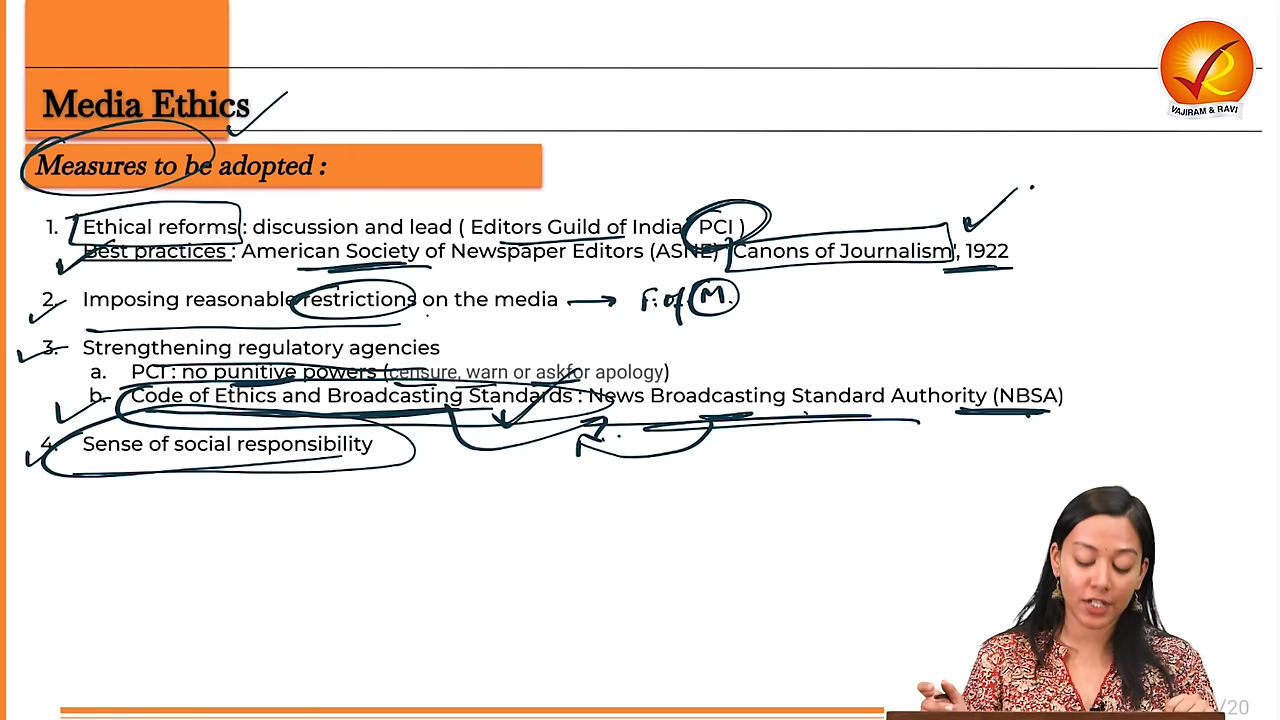 Media Ethics
VAJIRAM & RAVI
Measures to be adopted :
1. Ethical reforms : discussion and lead ( Editors Guild of India, PCI )
Best practices : American Society of Newspaper Editors (ASNE) 'Canons of Journalism', 1922
2. Imposing reasonable restrictions on the media → F. of M.
3. Strengthening regulatory agencies
a. PCI : no punitive powers (censure, warn or ask for apology)
b. Code of Ethics and Broadcasting Standards : News Broadcasting Standard Authority (NBSA)
4. Sense of social responsibility
/20